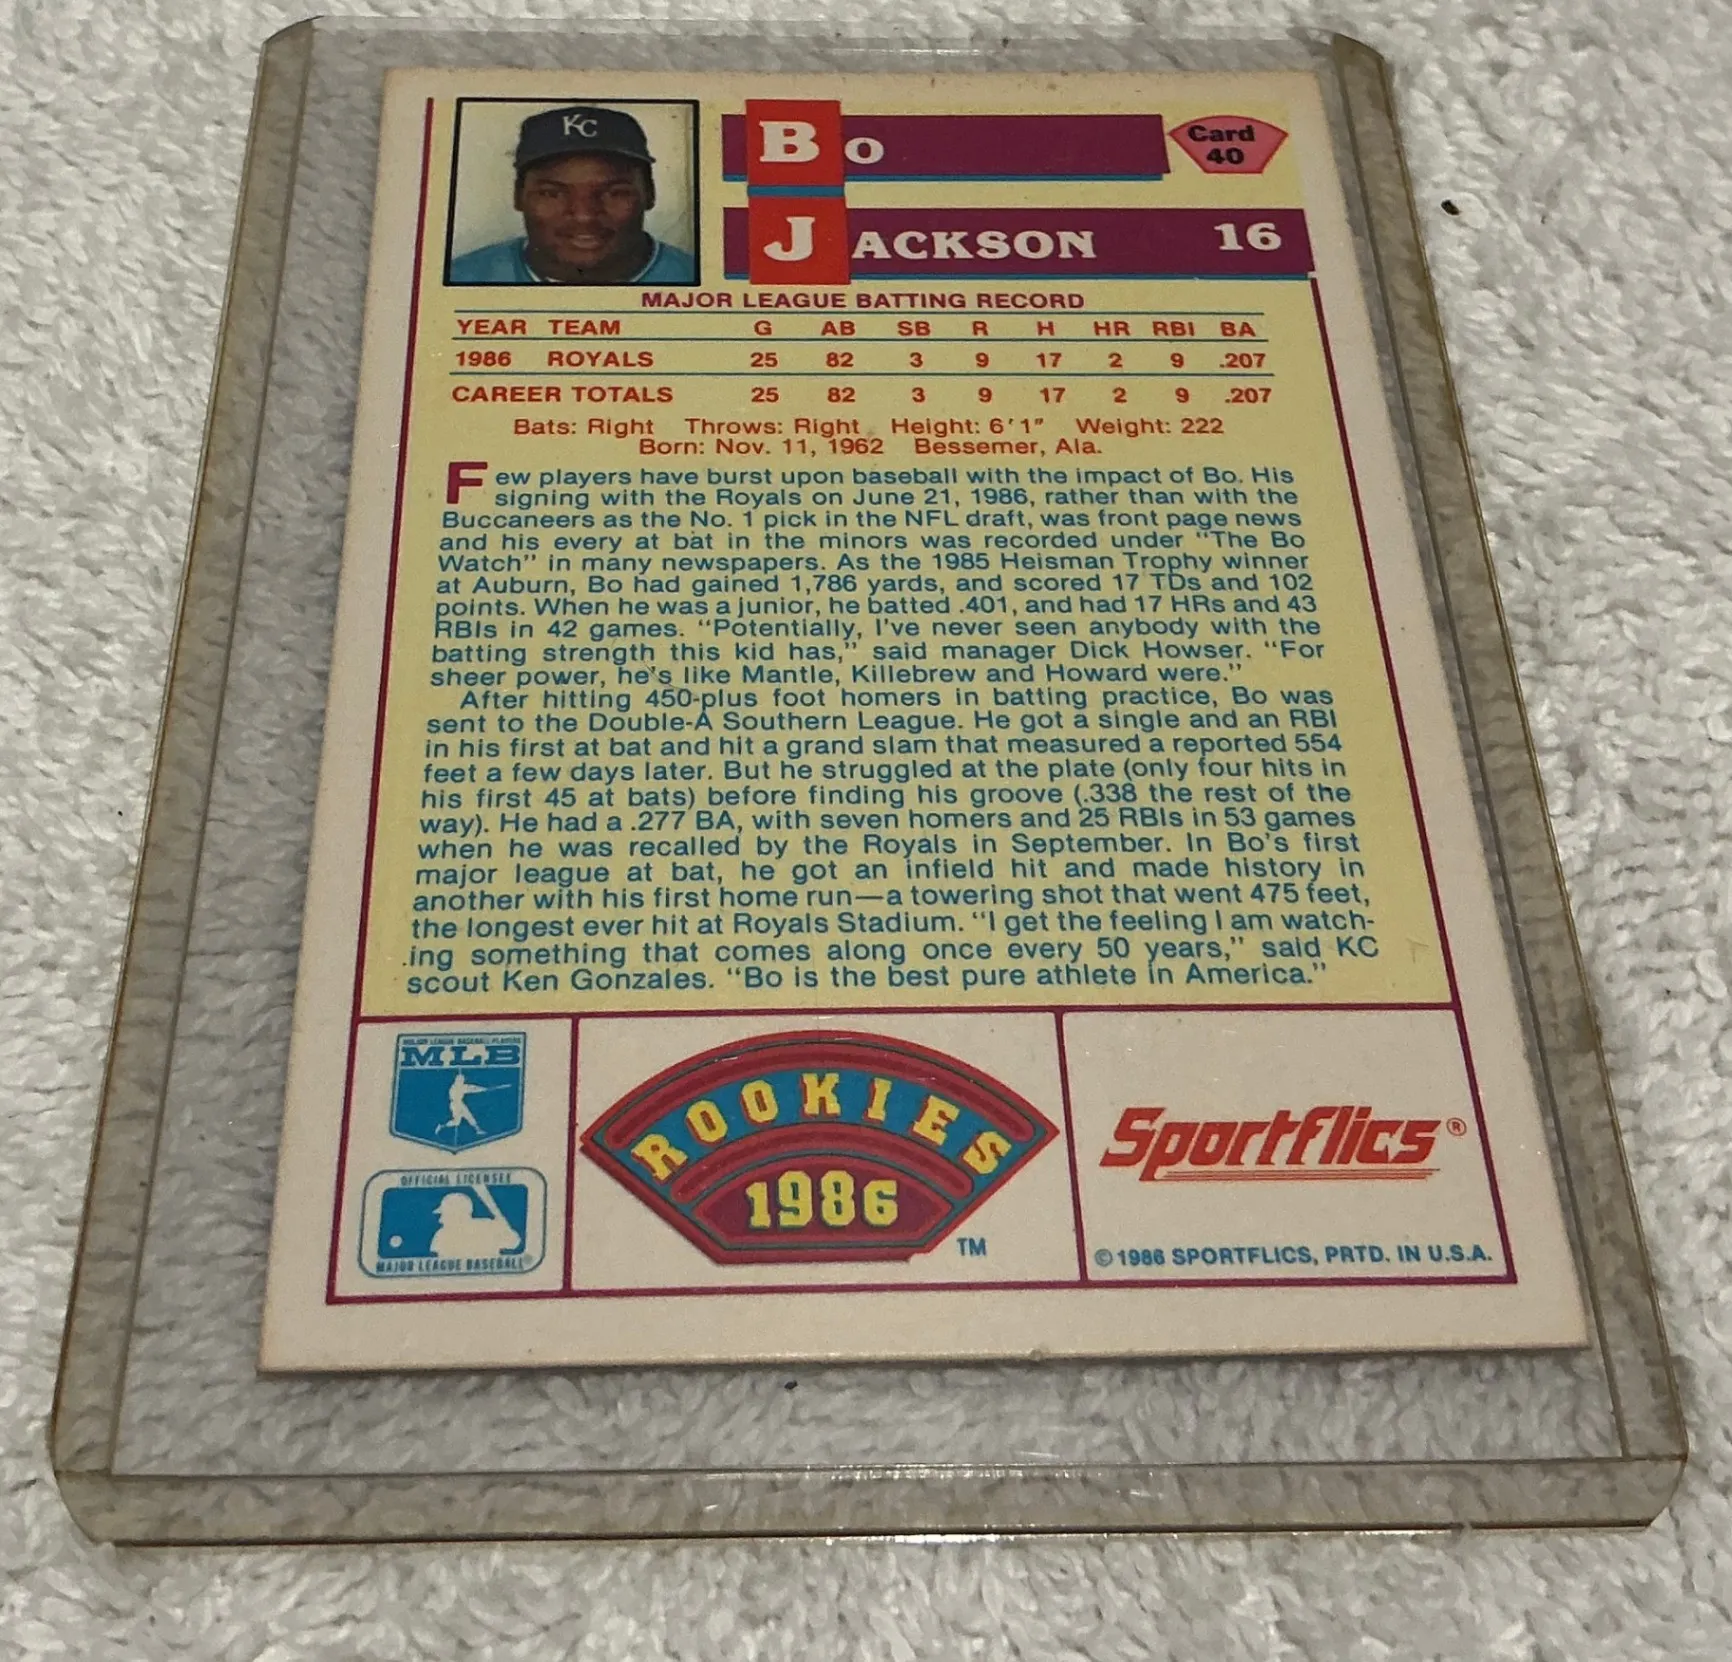 KC
Bo
Card
40
JACKSON 16
MAJOR LEAGUE BATTING RECORD
YEAR TEAM G AB SB R H HR RBI BA
1986 ROYALS 25 82 3 9 17 2 9 .207
CAREER TOTALS 25 82 3 9 17 2 9 .207
Bats: Right Throws: Right Height: 6'1" Weight: 222
Born: Nov. 11, 1962 Bessemer, Ala.
Few players have burst upon baseball with the impact of Bo. His
signing with the Royals on June 21, 1986, rather than with the
Buccaneers as the No. 1 pick in the NFL draft, was front page news
and his every at bat in the minors was recorded under "The Bo
Watch" in many newspapers. As the 1985 Heisman Trophy winner
at Auburn, Bo had gained 1,786 yards, and scored 17 TDs and 102
points. When he was a junior, he batted .401, and had 17 HRs and 43
RBIs in 42 games. "Potentially, I've never seen anybody with the
batting strength this kid has," said manager Dick Howser. "For
sheer power, he's like Mantle, Killebrew and Howard were."
After hitting 450-plus foot homers in batting practice, Bo was
sent to the Double-A Southern League. He got a single and an RBI
in his first at bat and hit a grand slam that measured a reported 554
feet a few days later. But he struggled at the plate (only four hits in
his first 45 at bats) before finding his groove (.338 the rest of the
way). He had a .277 BA, with seven homers and 25 RBIs in 53 games
when he was recalled by the Royals in September. In Bo's first
major league at bat, he got an infield hit and made history in
another with his first home run—a towering shot that went 475 feet,
the longest ever hit at Royals Stadium. "I get the feeling I am watch-
ing something that comes along once every 50 years," said KC
scout Ken Gonzales. "Bo is the best pure athlete in America."
MAJOR LEAGUE BASEBALL PLAYERS
MLB
OFFICIAL LICENSEE
MAJOR LEAGUE BASEBALL®
ROOKIES
1986
TM
Sportflics®
©1986 SPORTFLICS, PRTD. IN U.S.A.